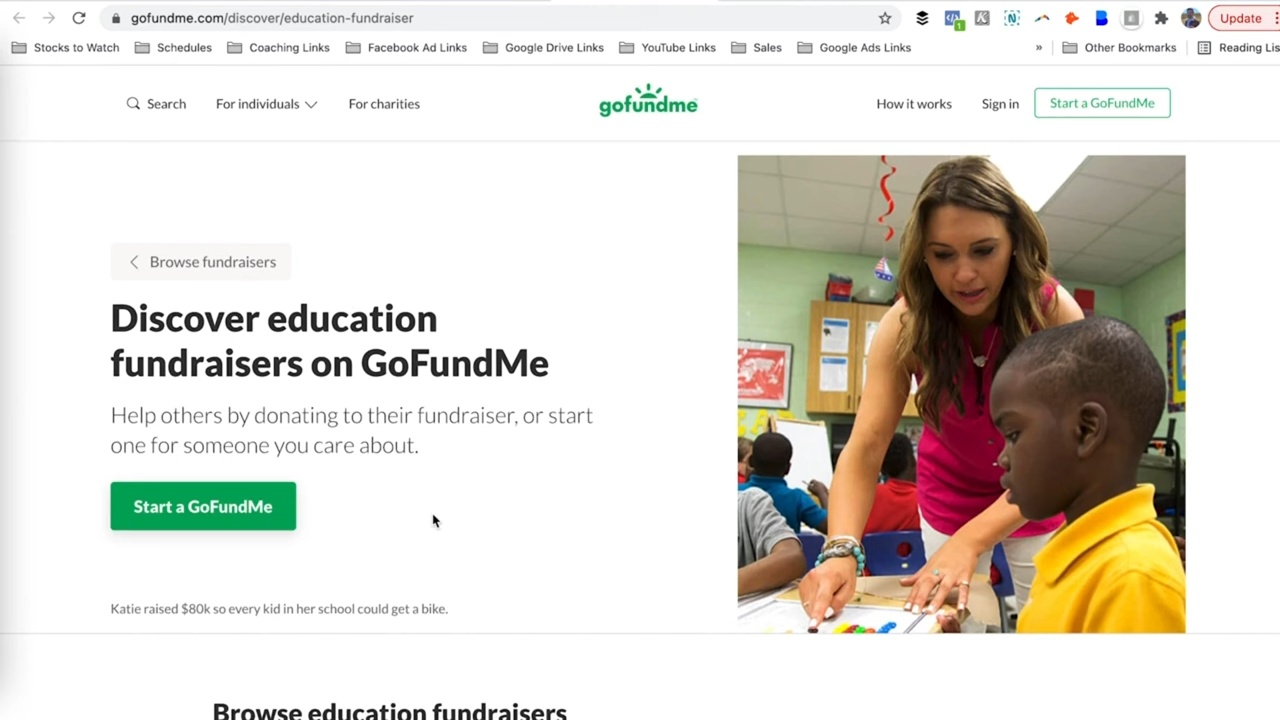 gofundme.com/discover/education-fundraiser
1
Update
Stocks to Watch
Schedules
Coaching Links
Facebook Ad Links
Google Drive Links
YouTube Links
Sales
Google Ads Links
»
Other Bookmarks
Reading Lis
Search
For individuals
For charities
gofundme
How it works
Sign in
Start a GoFundMe
Browse fundraisers
Discover education
fundraisers on GoFundMe
Help others by donating to their fundraiser, or start
one for someone you care about.
Start a GoFundMe
Katie raised $80k so every kid in her school could get a bike.
Browse education fundraisers